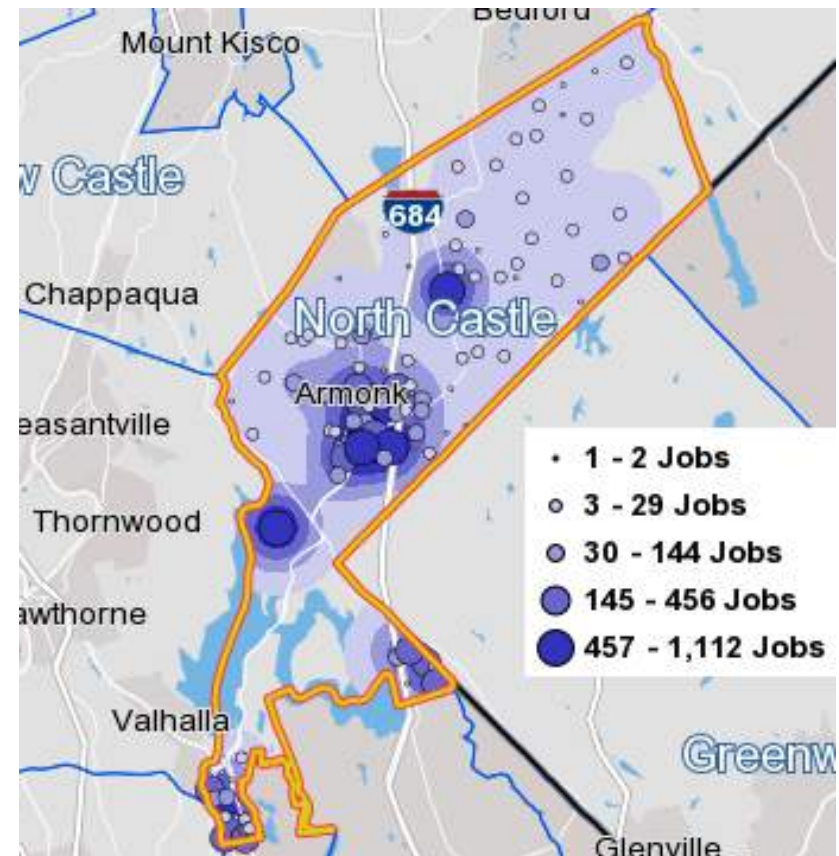 Bedford
Mount Kisco
w Castle
684
Chappaqua
North Castle
Armonk
easantville
1 - 2 Jobs
3 - 29 Jobs
Thornwood
30 - 144 Jobs
145 - 456 Jobs
awthorne
457 - 1,112 Jobs
Valhalla
Greenw
Glenville